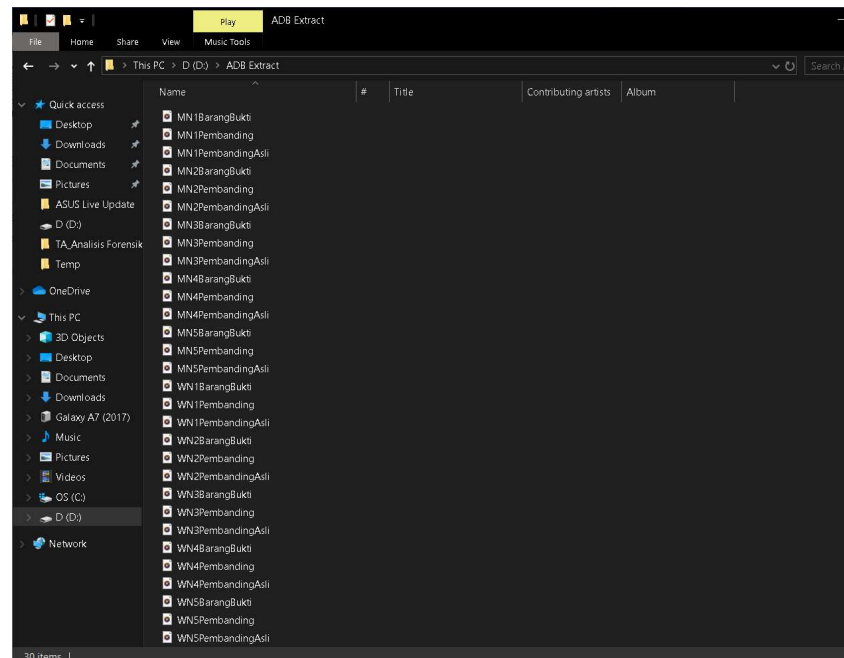 Play ADB Extract
File Home Share View Music Tools
This PC > D (D:) > ADB Extract
Search
Name # Title Contributing artists Album
Quick access
Desktop
Downloads
Documents
Pictures
ASUS Live Update
D (D:)
TA_Analisis Forensik
Temp
OneDrive
This PC
3D Objects
Desktop
Documents
Downloads
Galaxy A7 (2017)
Music
Pictures
Videos
OS (C:)
D (D:)
Network
MN1BarangBukti
MN1Pembanding
MN1PembandingAsli
MN2BarangBukti
MN2Pembanding
MN2PembandingAsli
MN3BarangBukti
MN3Pembanding
MN3PembandingAsli
MN4BarangBukti
MN4Pembanding
MN4PembandingAsli
MN5BarangBukti
MN5Pembanding
MN5PembandingAsli
WN1BarangBukti
WN1Pembanding
WN1PembandingAsli
WN2BarangBukti
WN2Pembanding
WN2PembandingAsli
WN3BarangBukti
WN3Pembanding
WN3PembandingAsli
WN4BarangBukti
WN4Pembanding
WN4PembandingAsli
WN5BarangBukti
WN5Pembanding
WN5PembandingAsli
30 items